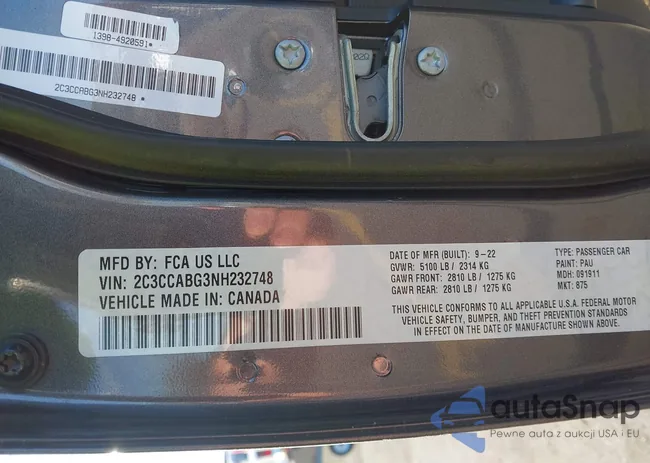 1398-4920591*
2C3CCABG3NH232748 *
02Q
MFD BY: FCA US LLC
VIN: 2C3CCABG3NH232748
VEHICLE MADE IN: CANADA
DATE OF MFR (BUILT): 9-22
GVWR: 5100 LB / 2314 KG
GAWR FRONT: 2810 LB / 1275 KG
GAWR REAR: 2810 LB / 1275 KG
TYPE: PASSENGER CAR
PAINT: PAU
MDH: 091911
MKT: 875
THIS VEHICLE CONFORMS TO ALL APPLICABLE U.S.A. FEDERAL MOTOR
VEHICLE SAFETY, BUMPER, AND THEFT PREVENTION STANDARDS
IN EFFECT ON THE DATE OF MANUFACTURE SHOWN ABOVE.
autaSnap
Pewne auta z aukcji USA i EU